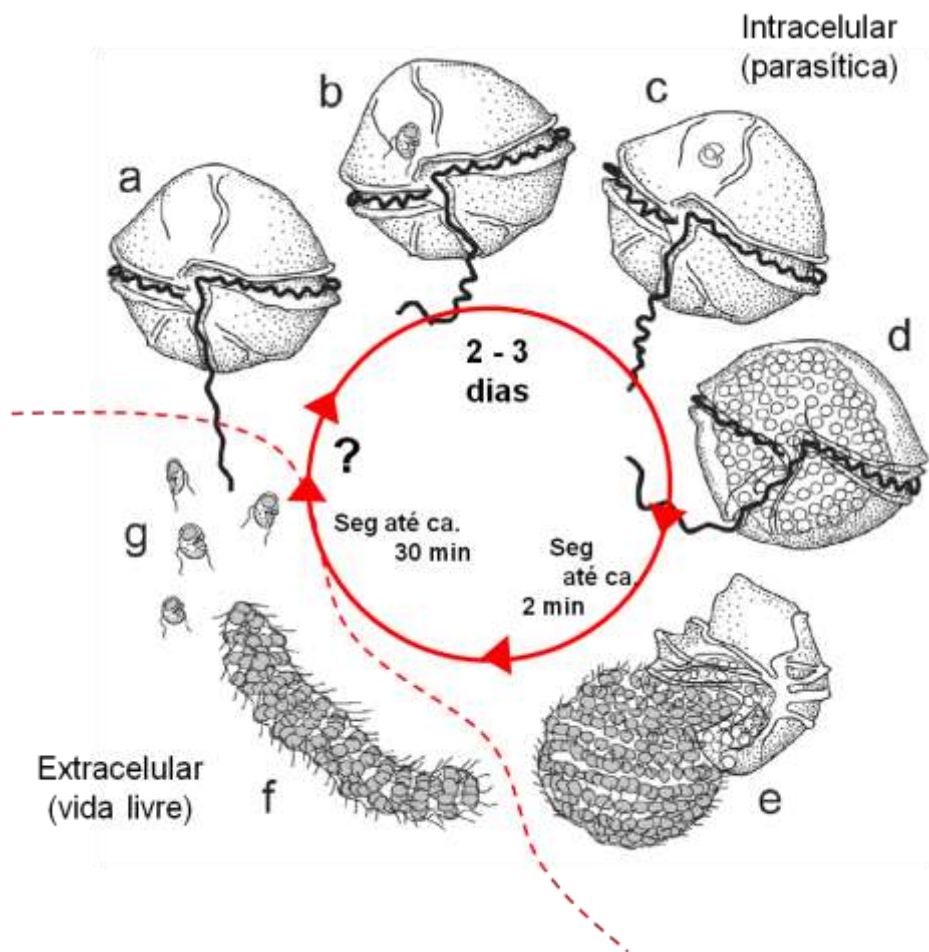 Intracelular
(parasítica)
b
c
a
2 - 3
dias
d
?
g
Seg até ca.
30 min
Seg
até ca.
2 min
Extracelular
(vida livre)
f
e